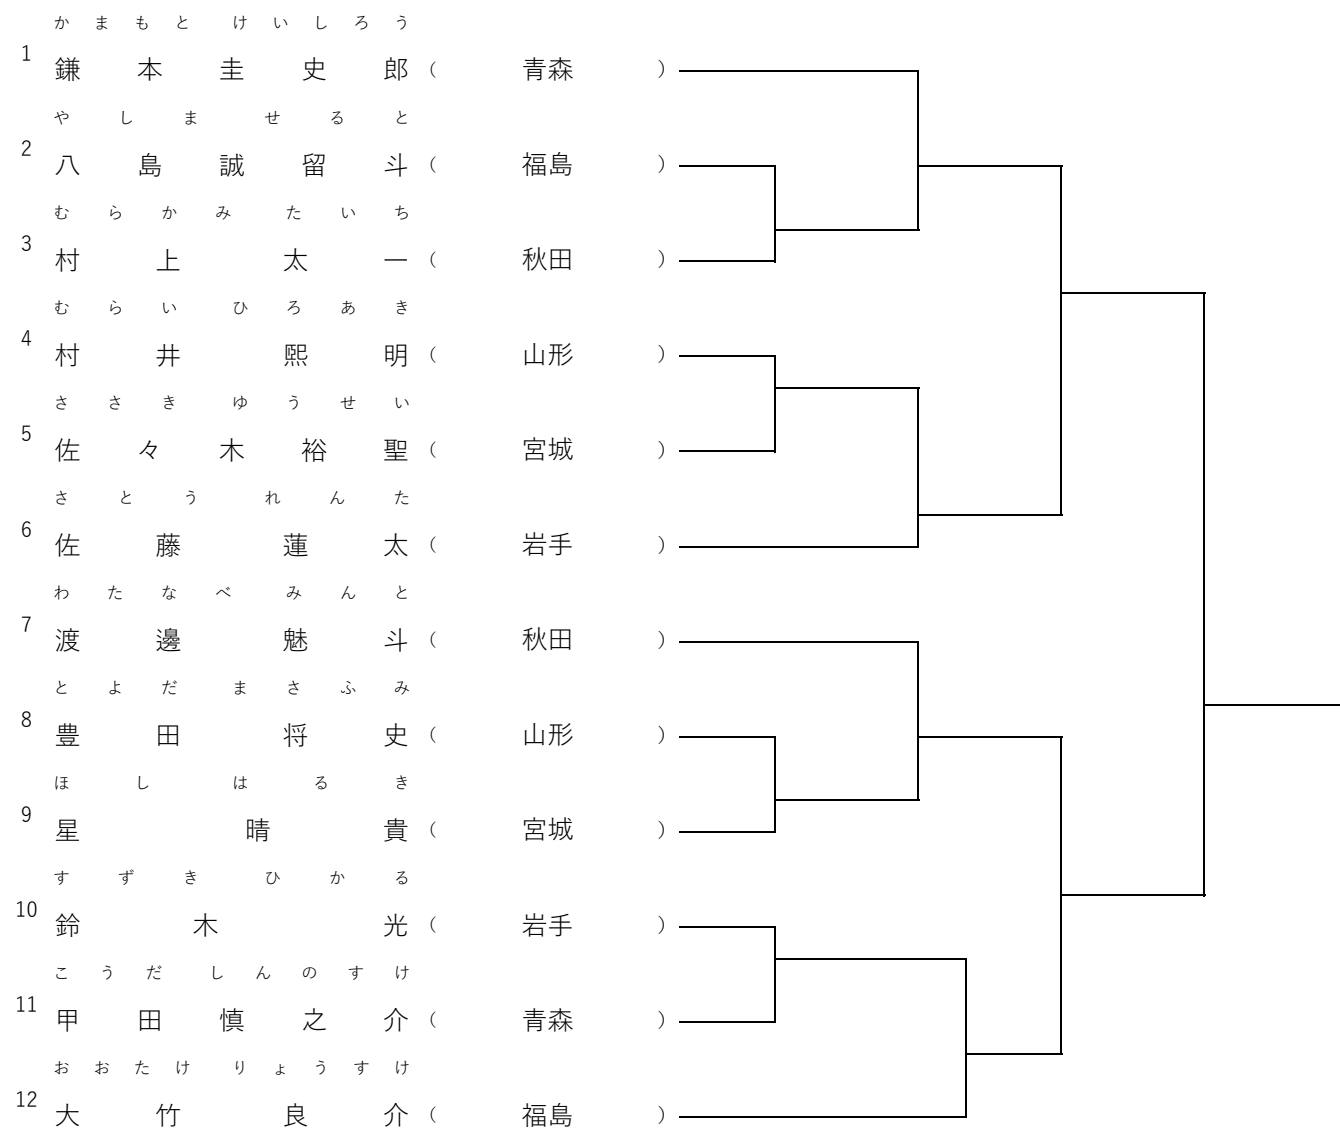 かまもと けいしろう
1 鎌本圭史郎 ( 青森 )
やしま せると
2 八島誠留斗 ( 福島 )
むらかみ たいち
3 村上太一 ( 秋田 )
むらい ひろあき
4 村井熙明 ( 山形 )
ささき ゆうせい
5 佐々木裕聖 ( 宮城 )
さとう れんた
6 佐藤蓮太 ( 岩手 )
わたなべ みんと
7 渡邊魅斗 ( 秋田 )
とよだ まさふみ
8 豊田将史 ( 山形 )
ほし はるき
9 星晴貴 ( 宮城 )
すずき ひかる
10 鈴木光 ( 岩手 )
こうだ しんのすけ
11 甲田慎之介 ( 青森 )
おおたけ りょうすけ
12 大竹良介 ( 福島 )